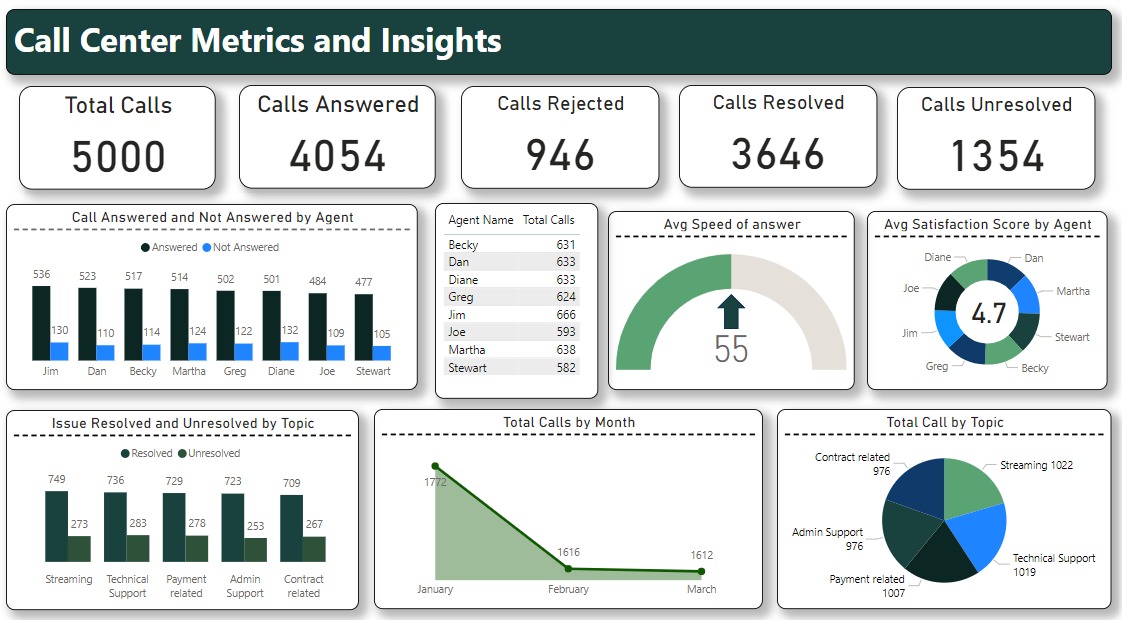 Call Center Metrics and Insights
Total Calls
5000
Calls Answered
4054
Calls Rejected
946
Calls Resolved
3646
Calls Unresolved
1354
Call Answered and Not Answered by Agent
Answered Not Answered
536
130
523
110
517
114
514
124
502
122
501
132
484
109
477
105
Jim Dan Becky Martha Greg Diane Joe Stewart
Agent Name Total Calls
Becky 631
Dan 633
Diane 633
Greg 624
Jim 666
Joe 593
Martha 638
Stewart 582
Avg Speed of answer
55
Avg Satisfaction Score by Agent
Dan
Martha
Stewart
Becky
Greg
Jim
Joe
Diane
4.7
Issue Resolved and Unresolved by Topic
Resolved Unresolved
749
273
736
283
729
278
723
253
709
267
Streaming
Technical
Support
Payment
related
Admin
Support
Contract
related
Total Calls by Month
1772
1616
1612
January February March
Total Call by Topic
Streaming 1022
Technical Support
1019
Payment related
1007
Admin Support
976
Contract related
976